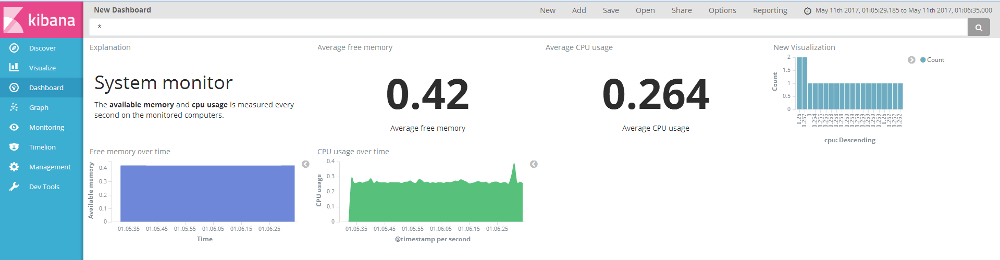 kibana
New Dashboard
New Add Save Open Share Options Reporting May 11th 2017, 01:05:29.185 to May 11th 2017, 01:06:35.000
*
Discover
Visualize
Dashboard
Graph
Monitoring
Timelion
Management
Dev Tools
Explanation
System monitor
The available memory and cpu usage is measured every
second on the monitored computers.
Average free memory
0.42
Average free memory
Average CPU usage
0.264
Average CPU usage
New Visualization
Count
2
1.5
1
0.5
0
0.26 0.267 0 0.254 0.255 0.255 0.258 0.258 0.258 0.259 0.259 0.259 0.259 0.259 0.259 0.259 0.26 0.262 0.262 0.262
cpu: Descending
Count
Free memory over time
Available memory
0.4
0.3
0.2
0.1
0
01:05:35 01:05:45 01:05:55 01:06:05 01:06:15 01:06:25
Time
CPU usage over time
CPU usage
0.4
0.3
0.2
0.1
0
01:05:35 01:05:45 01:05:55 01:06:05 01:06:15 01:06:25
@timestamp per second